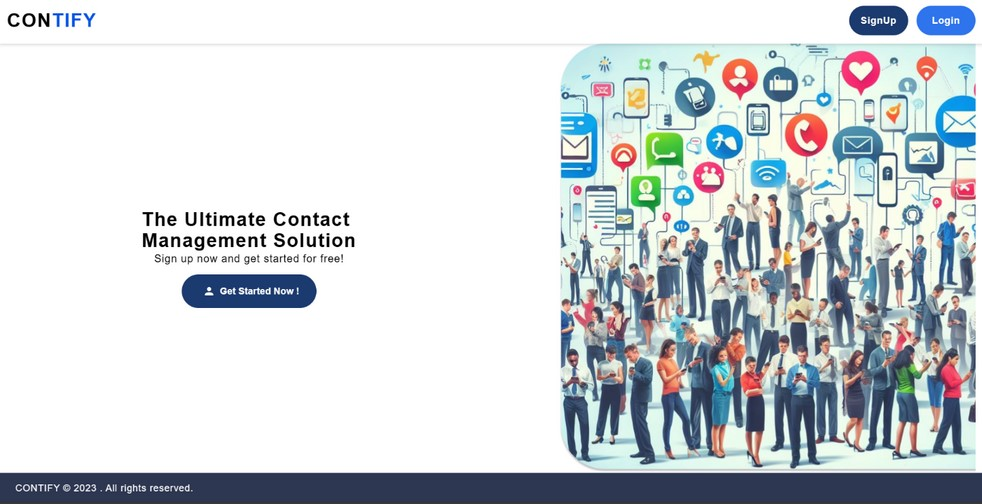 CONTIFY
SignUp
Login
The Ultimate Contact
Management Solution
Sign up now and get started for free!
Get Started Now !
CONTIFY © 2023 . All rights reserved.